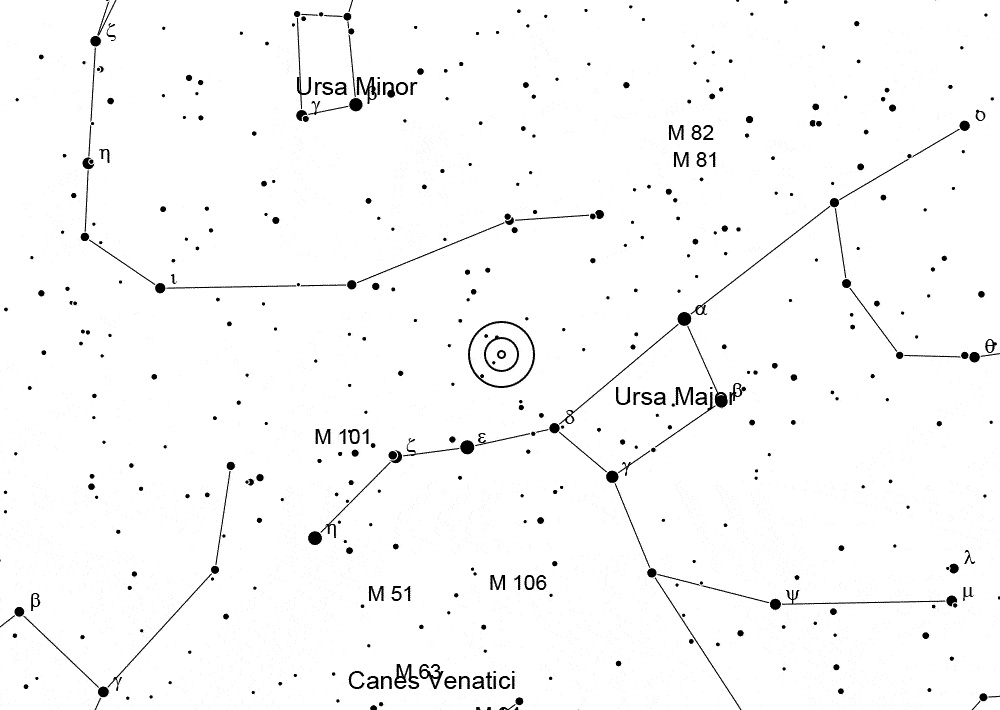 ζ
Ursa Minor
β
γ
ο
M 82
η
M 81
ι
α
θ
Ursa Major
β
δ
M 101
ζ
ε
γ
η
λ
M 51
M 106
ψ
μ
β
M 63
Canes Venatici
γ